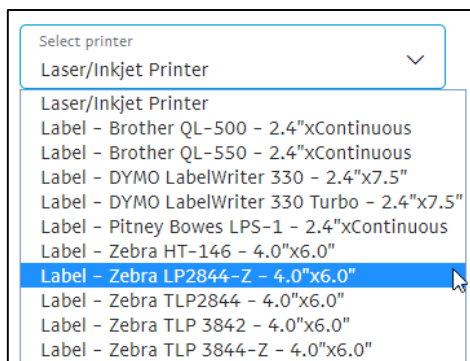 Select printer
Laser/Inkjet Printer
Laser/Inkjet Printer
Label - Brother QL-500 - 2.4"xContinuous
Label - Brother QL-550 - 2.4"xContinuous
Label - DYMO LabelWriter 330 - 2.4"x7.5"
Label - DYMO LabelWriter 330 Turbo - 2.4"x7.5"
Label - Pitney Bowes LPS-1 - 2.4"xContinuous
Label - Zebra HT-146 - 4.0"x6.0"
Label - Zebra LP2844-Z - 4.0"x6.0"
Label - Zebra TLP2844 - 4.0"x6.0"
Label - Zebra TLP 3842 - 4.0"x6.0"
Label - Zebra TLP 3844-Z - 4.0"x6.0"